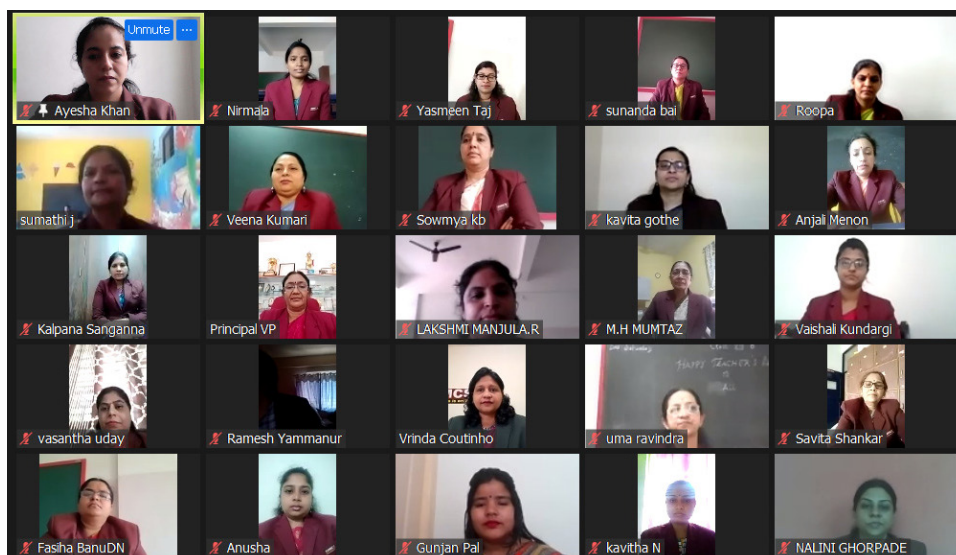 Unmute ...
Ayesha Khan
Nirmala
Yasmeen Taj
sunanda bai
Roopa
sumathi.j
Veena Kumari
Sowmya kb
kavita gothe
Anjali Menon
Kalpana Sanganna
Principal VP
LAKSHMI MANJULA.R
M.H MUMTAZ
Vaishali Kundargi
HAPPY TEACHER'S
vasantha uday
Ramesh Yammanur
Vrinda Coutinho
uma ravindra
Savita Shankar
Fasiha BanuDN
Anusha
Gunjan Pal
kavitha N
NALINI GHORPADE